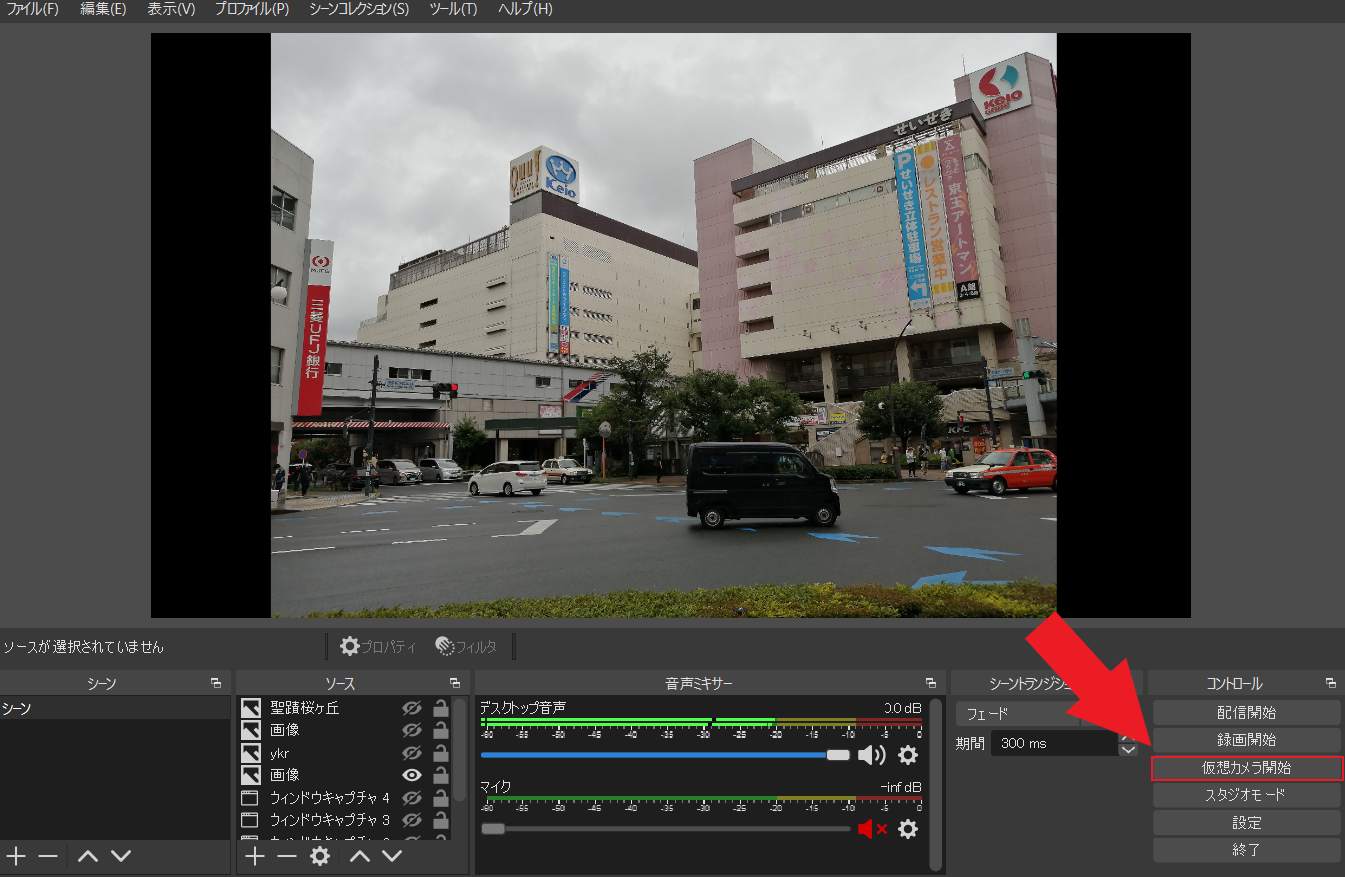 ファイル(F) 編集(E) 表示(V) プロファイル(P) シーンコレクション(S) ツール(T) ヘルプ(H)
Keio
せいせき
Keio
MUFG
三菱UFJ銀行
P せいせき立体駐車場
レストラン営業中
京王アートマン
A館
KFC
ソースが選択されていません
プロパティ
フィルタ
シーン
ソース
音声ミキサー
シーントランジショ
コントロール
シーン
聖蹟桜ヶ丘
画像
ykr
画像
ウィンドウキャプチャ 4
ウィンドウキャプチャ 3
デスクトップ音声
0.0 dB
-60 -55 -50 -45 -40 -35 -30 -25 -20 -15 -10 -5 0
マイク
-inf dB
-60 -55 -50 -45 -40 -35 -30 -25 -20 -15 -10 -5 0
フェード
期間 300 ms
配信開始
録画開始
仮想カメラ開始
スタジオモード
設定
終了